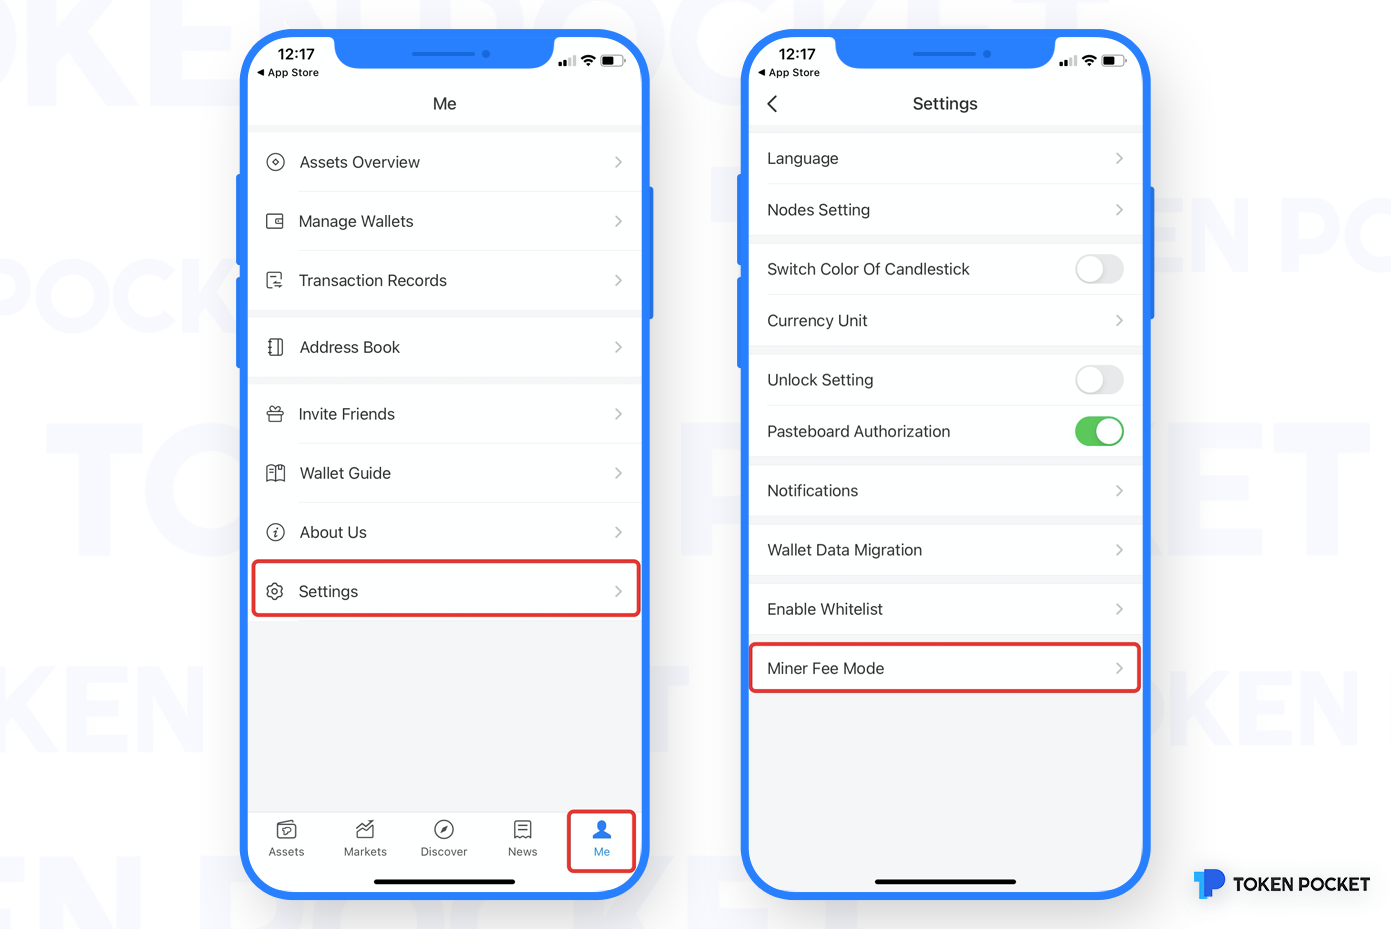 12:17
App Store
Me
Assets Overview
Manage Wallets
Transaction Records
Address Book
Invite Friends
Wallet Guide
About Us
Settings
Assets
Markets
Discover
News
Me
12:17
App Store
Settings
Language
Nodes Setting
Switch Color Of Candlestick
Currency Unit
Unlock Setting
Pasteboard Authorization
Notifications
Wallet Data Migration
Enable Whitelist
Miner Fee Mode
TOKEN POCKET